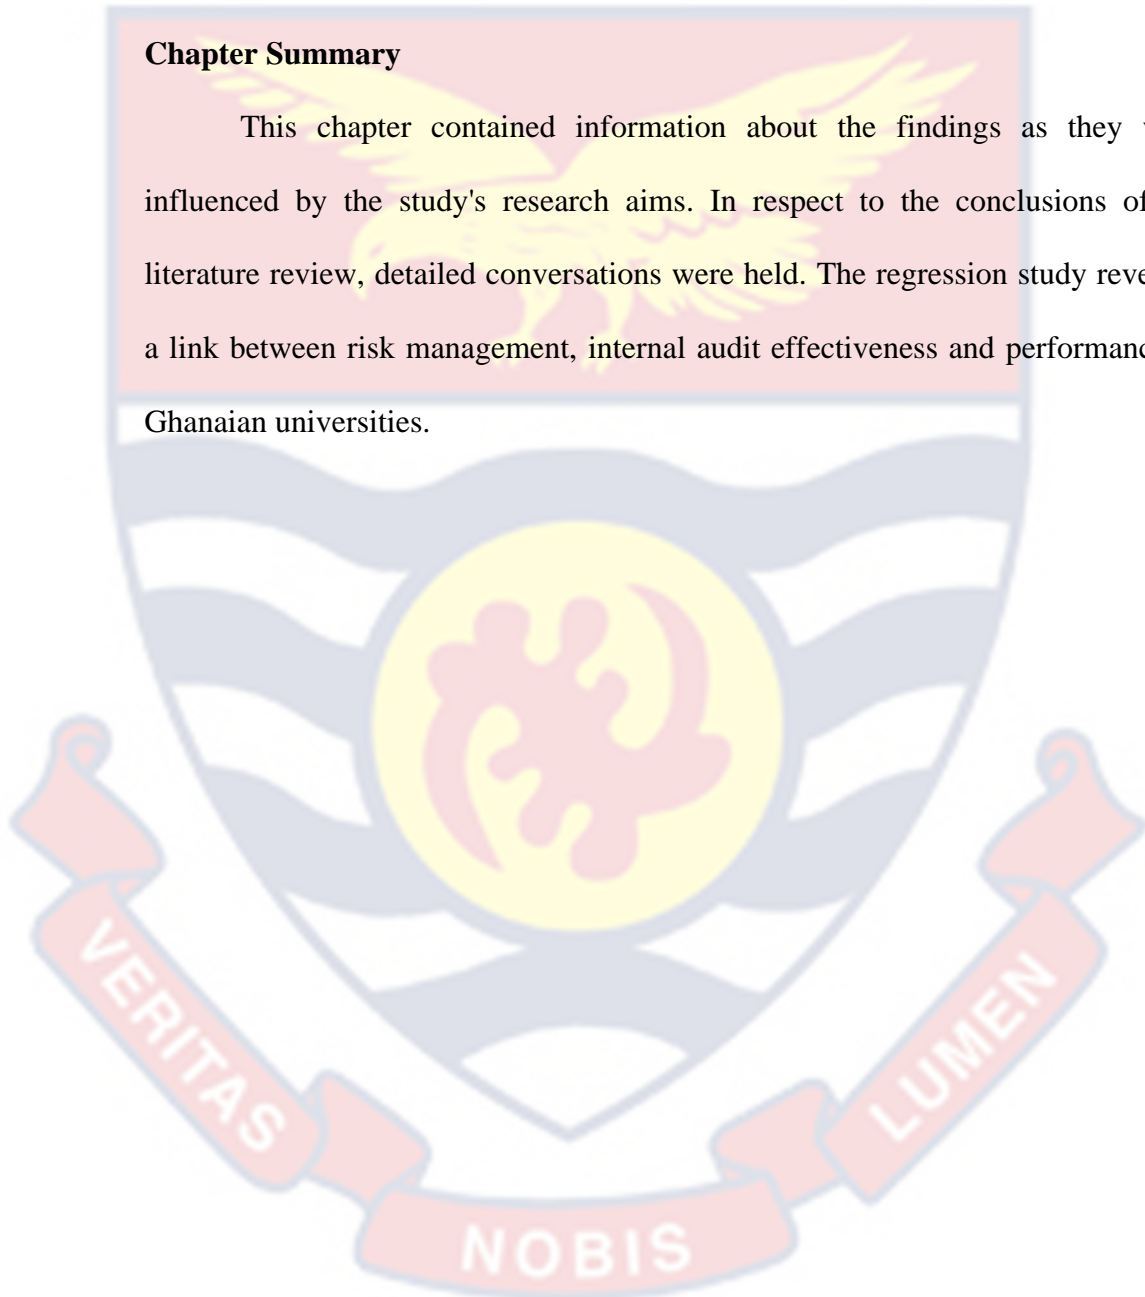 Chapter Summary
This chapter contained information about the findings as they
influenced by the study's research aims. In respect to the conclusions of
literature review, detailed conversations were held. The regression study
a link between risk management, internal audit effectiveness and
Ghanaian universities.
VERITAS
NOBIS
LUMEN